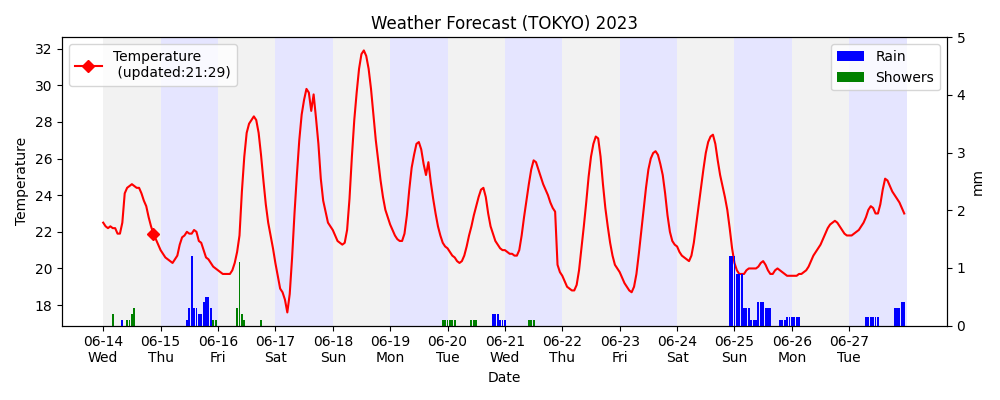 Weather Forecast (TOKYO) 2023
Temperature
(updated:21:29)
Rain
Showers
32
30
28
26
24
22
20
18
Temperature
5
4
3
2
1
0
mm
06-14 06-15 06-16 06-17 06-18 06-19 06-20 06-21 06-22 06-23 06-24 06-25 06-26 06-27
Wed Thu Fri Sat Sun Mon Tue Wed Thu Fri Sat Sun Mon Tue
Date